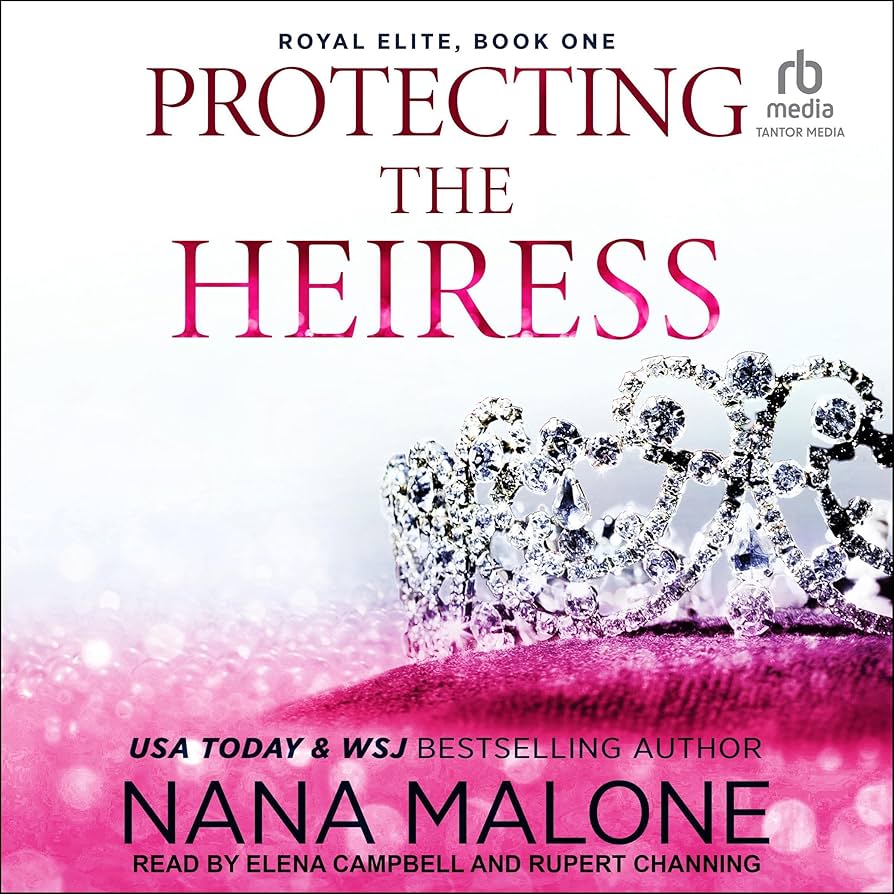 ROYAL ELITE, BOOK ONE
PROTECTING
THE
HEIRESS
rb
media
TANTOR MEDIA
USA TODAY & WSJ BESTSELLING AUTHOR
NANA MALONE
READ BY ELENA CAMPBELL AND RUPERT CHANNING